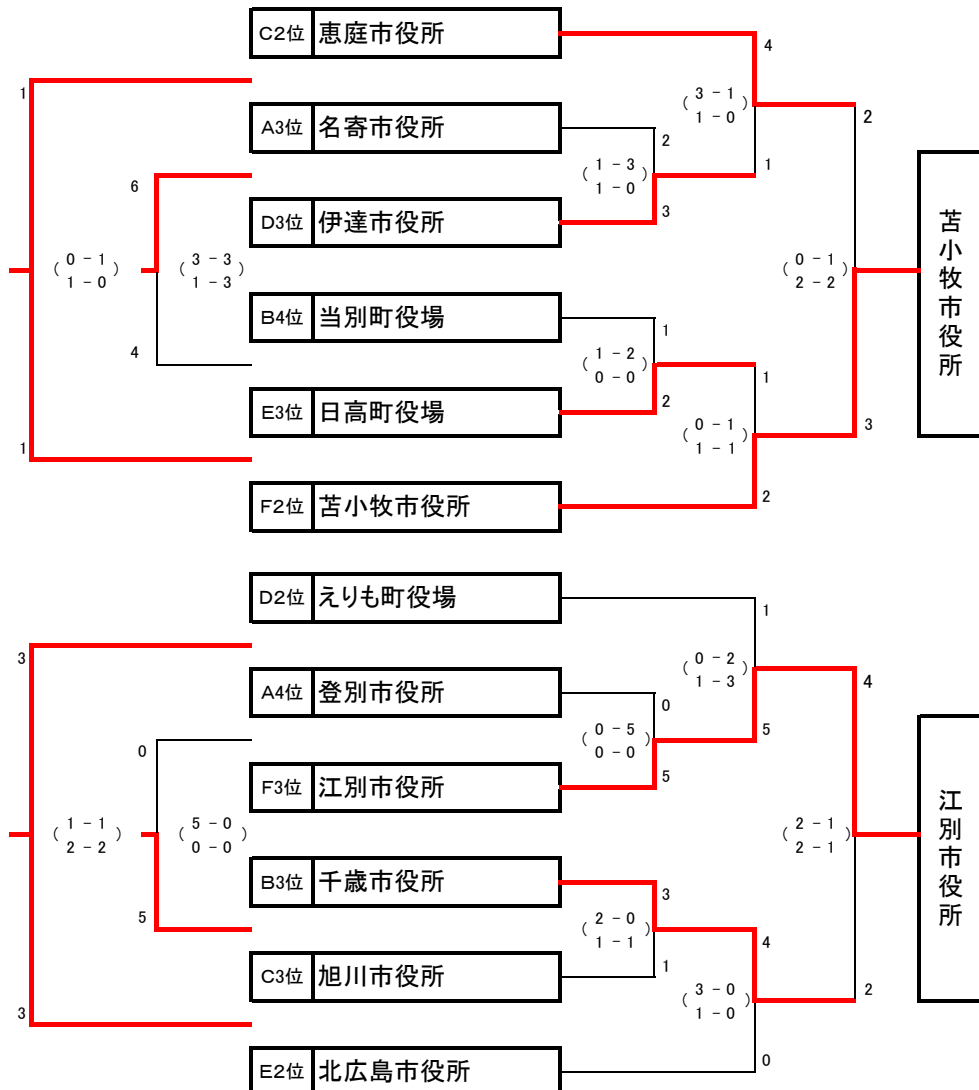 C2位 恵庭市役所
4
1
( 3 - 1
1 - 0 )
2
A3位 名寄市役所
2
6
( 1 - 3
1 - 0 )
1
D3位 伊達市役所
3
苫小牧市役所
( 0 - 1
1 - 0 )
( 3 - 3
1 - 3 )
( 0 - 1
2 - 2 )
B4位 当別町役場
1
4
( 1 - 2
0 - 0 )
1
E3位 日高町役場
2
3
( 0 - 1
1 - 1 )
1
F2位 苫小牧市役所
2
D2位 えりも町役場
1
3
( 0 - 2
1 - 3 )
4
A4位 登別市役所
0
0
( 0 - 5
0 - 0 )
5
F3位 江別市役所
5
江別市役所
( 1 - 1
2 - 2 )
( 5 - 0
0 - 0 )
( 2 - 1
2 - 1 )
B3位 千歳市役所
3
5
( 2 - 0
1 - 1 )
4
C3位 旭川市役所
1
2
( 3 - 0
1 - 0 )
3
E2位 北広島市役所
0